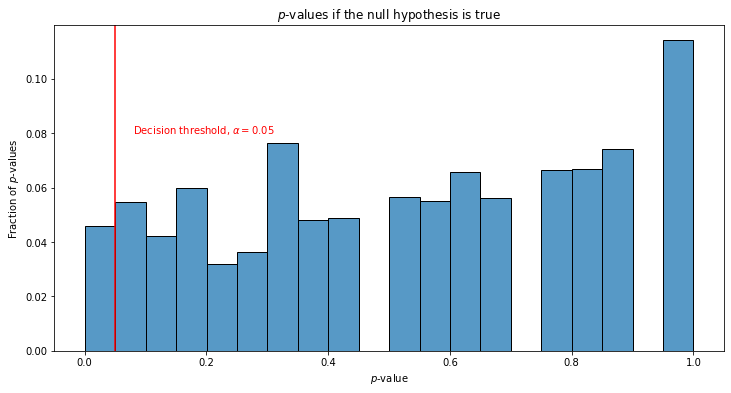 p-values if the null hypothesis is true
Fraction of p-values
0.10
0.08
0.06
0.04
0.02
0.00
Decision threshold, α = 0.05
0.0 0.2 0.4 0.6 0.8 1.0
p-value